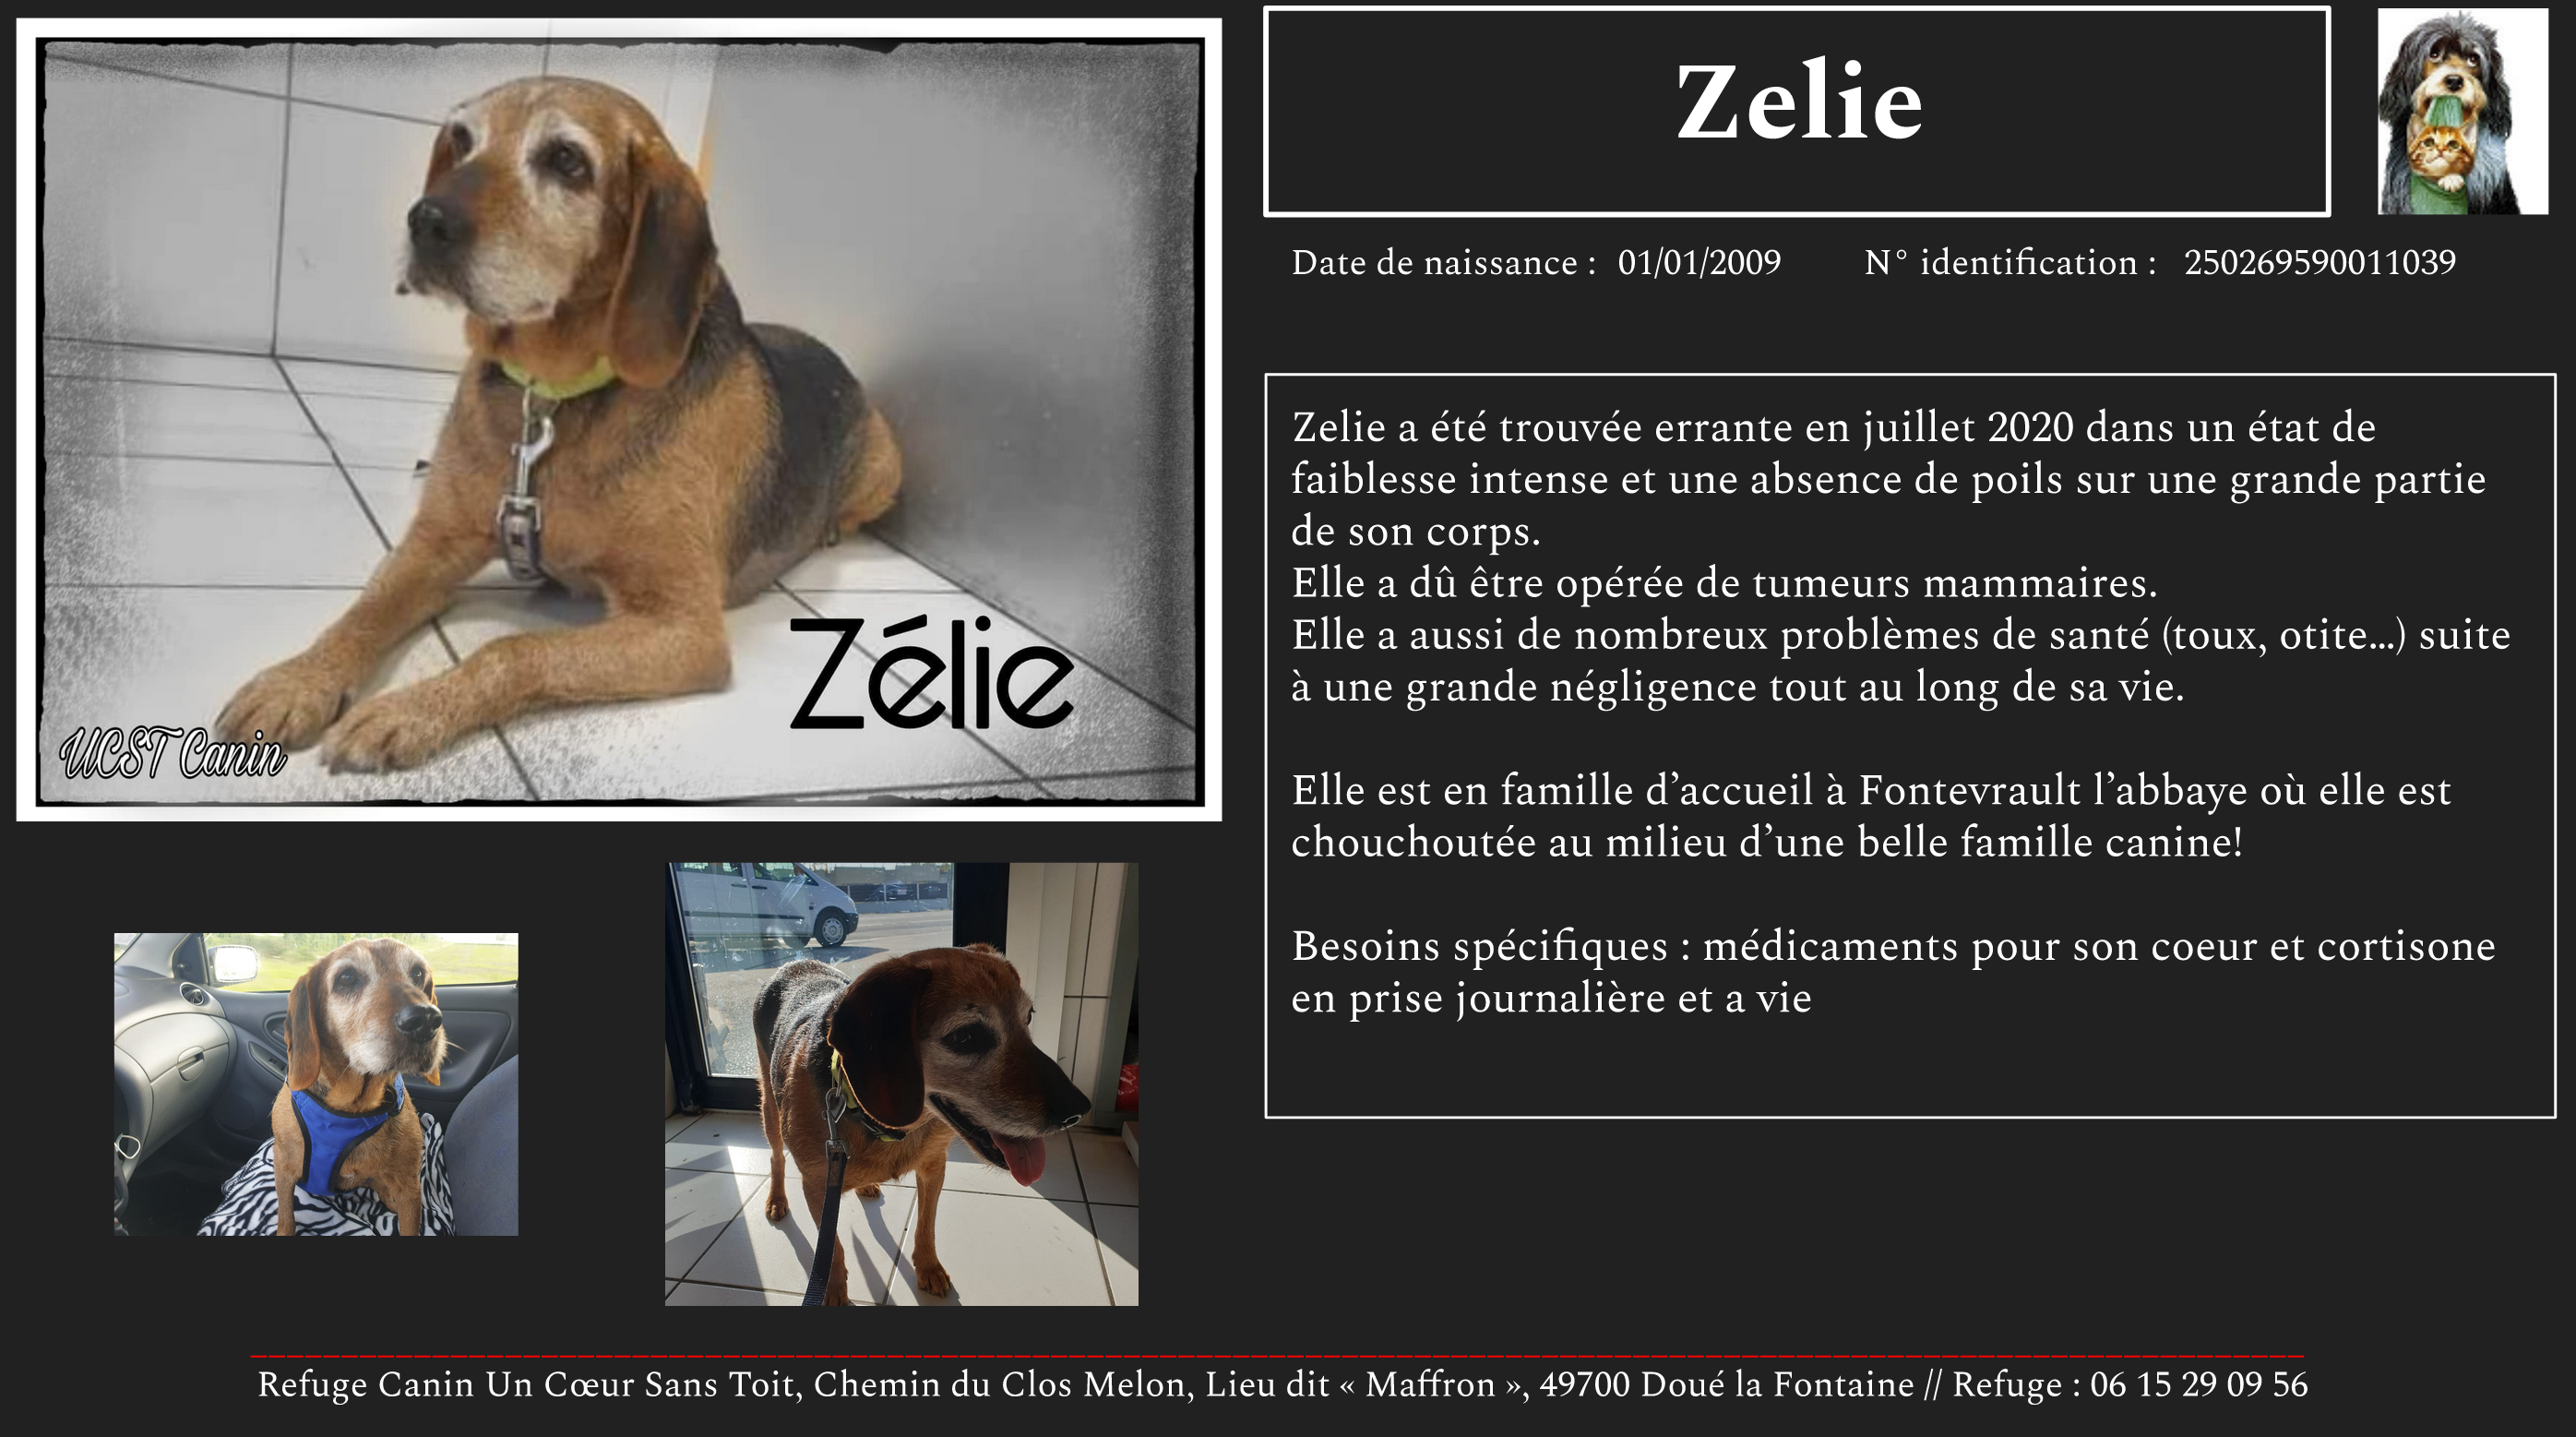 Zelie
Date de naissance : 01/01/2009 N° identification : 250269590011039
Zelie a été trouvée errante en juillet 2020 dans un état de
faiblesse intense et une absence de poils sur une grande partie
de son corps.
Elle a dû être opérée de tumeurs mammaires.
Elle a aussi de nombreux problèmes de santé (toux, otite...) suite
à une grande négligence tout au long de sa vie.
Elle est en famille d’accueil à Fontevrault l’abbaye où elle est
chouchoutée au milieu d’une belle famille canine!
Besoins spécifiques : médicaments pour son coeur et cortisone
en prise journalière et a vie
Zélie
UCST Canin
Refuge Canin Un Cœur Sans Toit, Chemin du Clos Melon, Lieu dit « Maffron », 49700 Doué la Fontaine // Refuge : 06 15 29 09 56